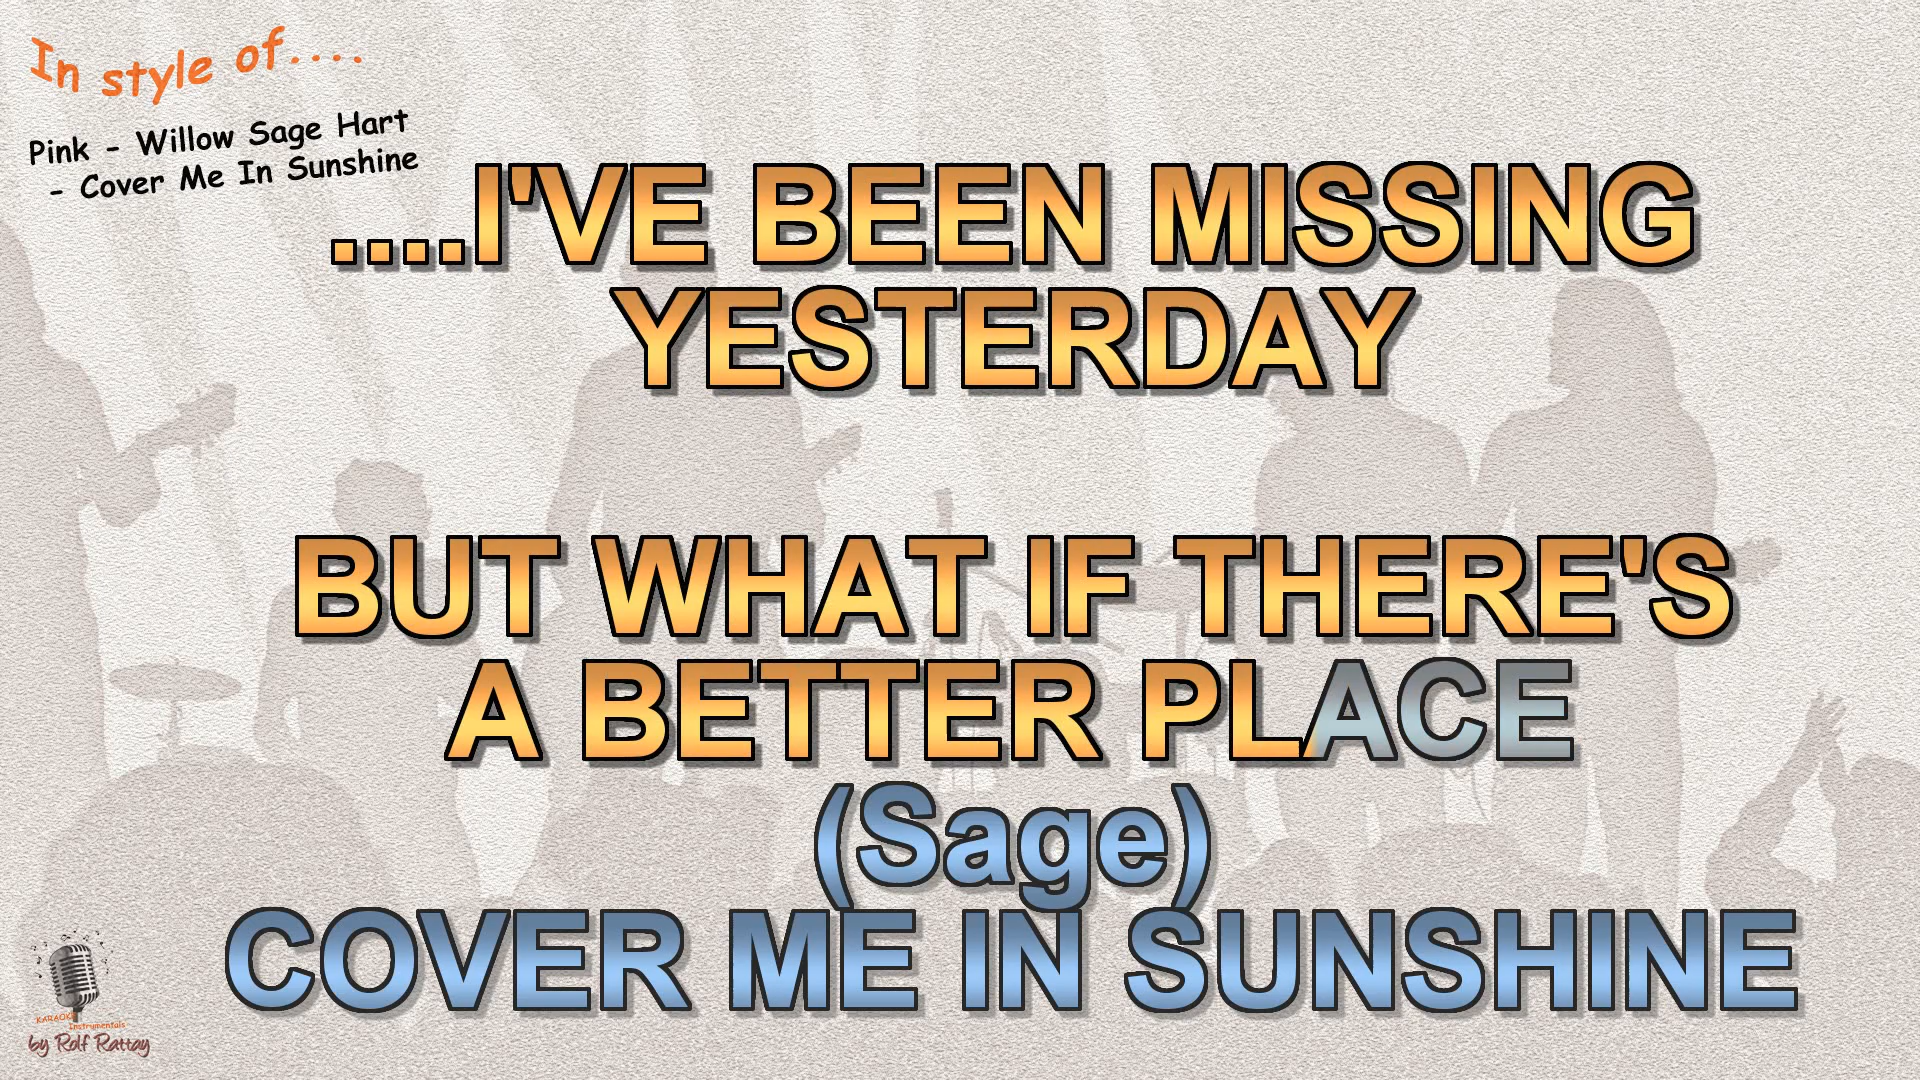 In style of....
Pink - Willow Sage Hart
- Cover Me In Sunshine
....I'VE BEEN MISSING
YESTERDAY
BUT WHAT IF THERE'S
A BETTER PLACE
(Sage)
COVER ME IN SUNSHINE
KARAOKE
Instrumentals
by Rolf Rattay